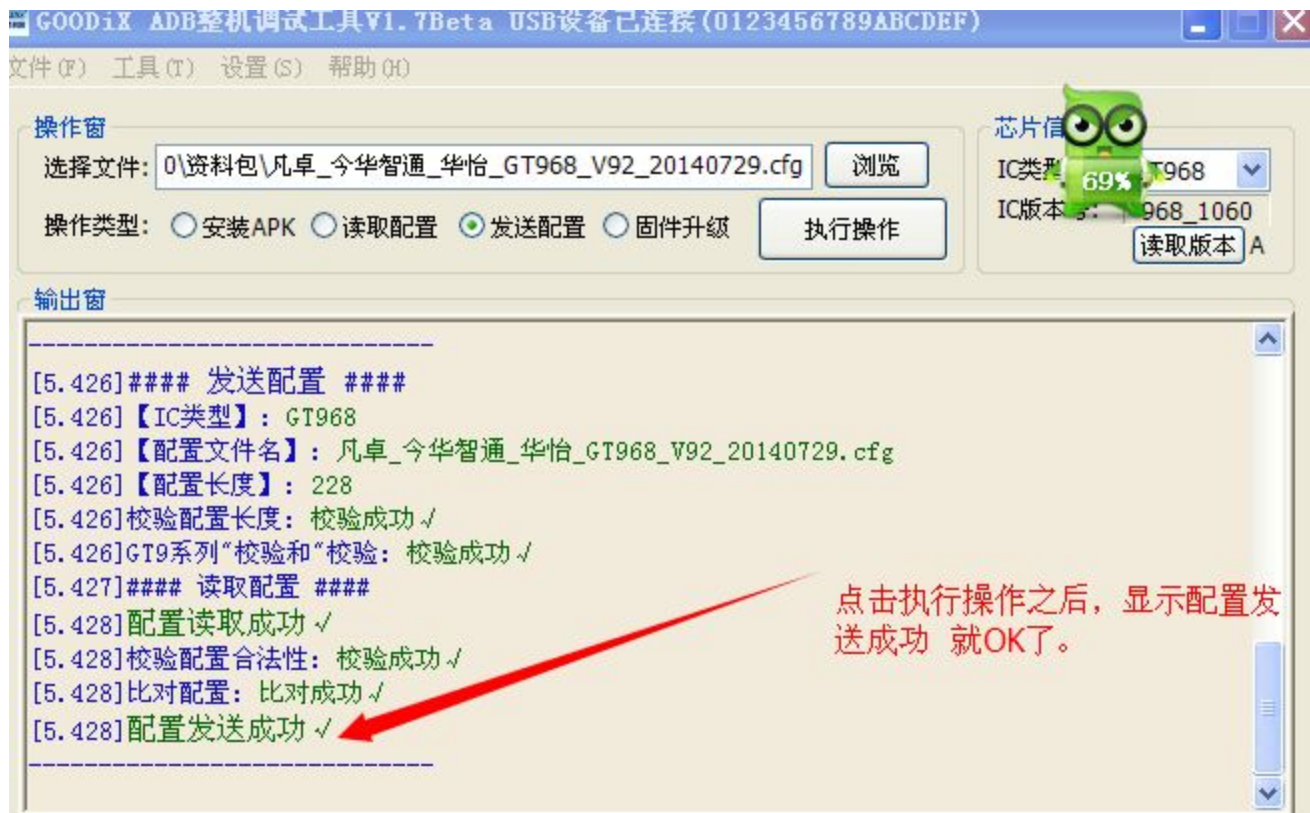 GOODiX ADB整机调试工具V1.7Beta USB设备已连接(0123456789ABCDEF)
文件(F) 工具(T) 设置(S) 帮助(H)
操作窗
选择文件: 0\资料包\凡卓_今华智通_华怡_GT968_V92_20140729.cfg 浏览
操作类型: 安装APK 读取配置 发送配置 固件升级 执行操作
芯片信
IC类型 T968
69%
IC版本号: 968_1060
读取版本 A
输出窗
------------------------------
[5.426]#### 发送配置 ####
[5.426]【IC类型】: GT968
[5.426]【配置文件名】: 凡卓_今华智通_华怡_GT968_V92_20140729.cfg
[5.426]【配置长度】: 228
[5.426]校验配置长度: 校验成功√
[5.426]GT9系列"校验和"校验: 校验成功√
[5.427]#### 读取配置 ####
[5.428]配置读取成功√
[5.428]校验配置合法性: 校验成功√
[5.428]比对配置: 比对成功√
[5.428]配置发送成功√
------------------------------
点击执行操作之后，显示配置发
送成功 就OK了。